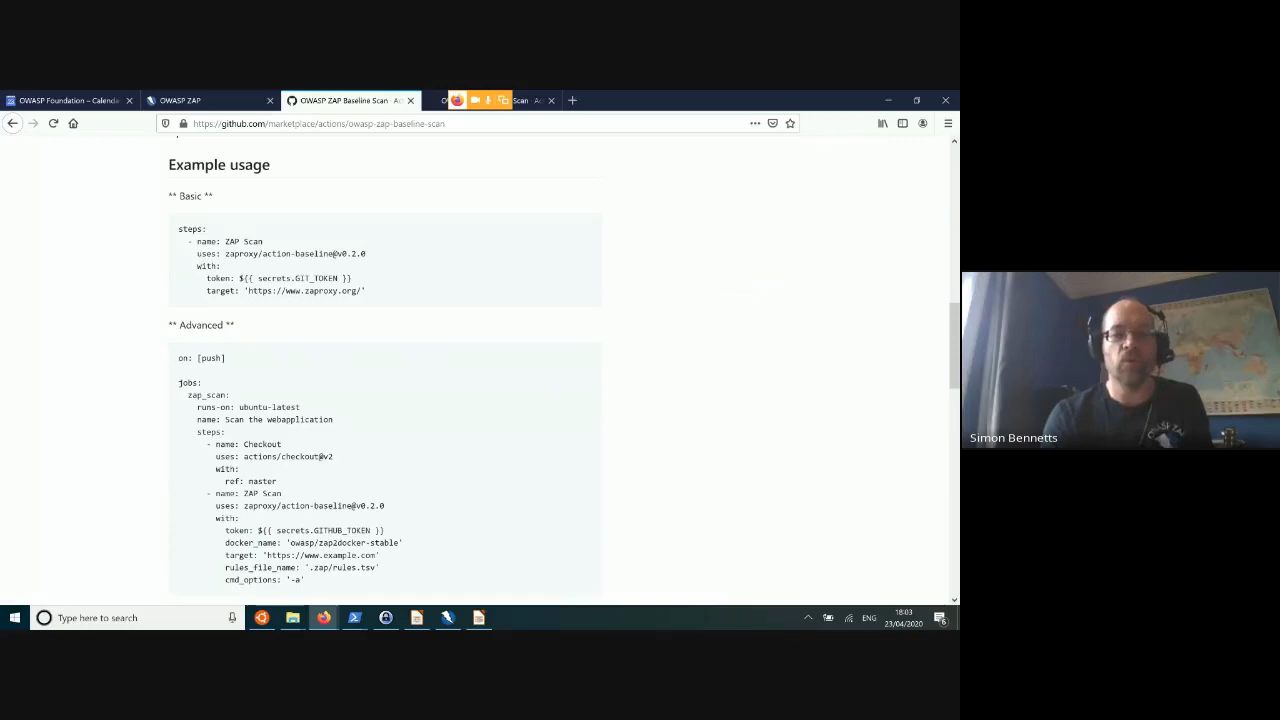 OWASP Foundation – Calenda
OWASP ZAP
OWASP ZAP Baseline Scan · Ac
Scan · Ac
https://github.com/marketplace/actions/owasp-zap-baseline-scan
Example usage
** Basic **
steps:
- name: ZAP Scan
uses: zaproxy/action-baseline@v0.2.0
with:
token: ${{ secrets.GIT_TOKEN }}
target: 'https://www.zaproxy.org/'
** Advanced **
on: [push]
jobs:
zap_scan:
runs-on: ubuntu-latest
name: Scan the webapplication
steps:
- name: Checkout
uses: actions/checkout@v2
with:
ref: master
- name: ZAP Scan
uses: zaproxy/action-baseline@v0.2.0
with:
token: ${{ secrets.GITHUB_TOKEN }}
docker_name: 'owasp/zap2docker-stable'
target: 'https://www.example.com'
rules_file_name: '.zap/rules.tsv'
cmd_options: '-a'
Simon Bennetts
Type here to search
ENG
18:03
23/04/2020